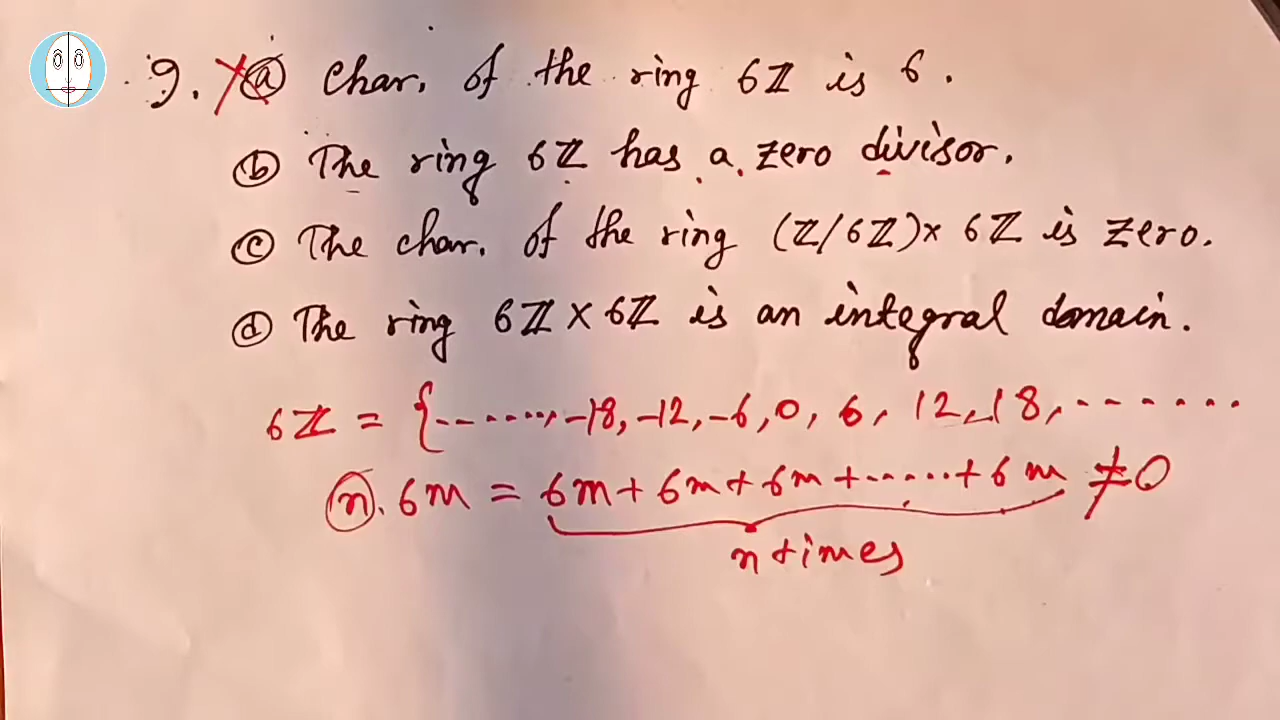 9. (a) Char. of the ring 6ℤ is 6.
(b) The ring 6ℤ has a zero divisor.
(c) The char. of the ring (ℤ/6ℤ)× 6ℤ is zero.
(d) The ring 6ℤ × 6ℤ is an integral domain.
6ℤ = {......., -18, -12, -6, 0, 6, 12, 18, .......
n. 6m = 6m + 6m + 6m + ...... + 6m ≠ 0
n times